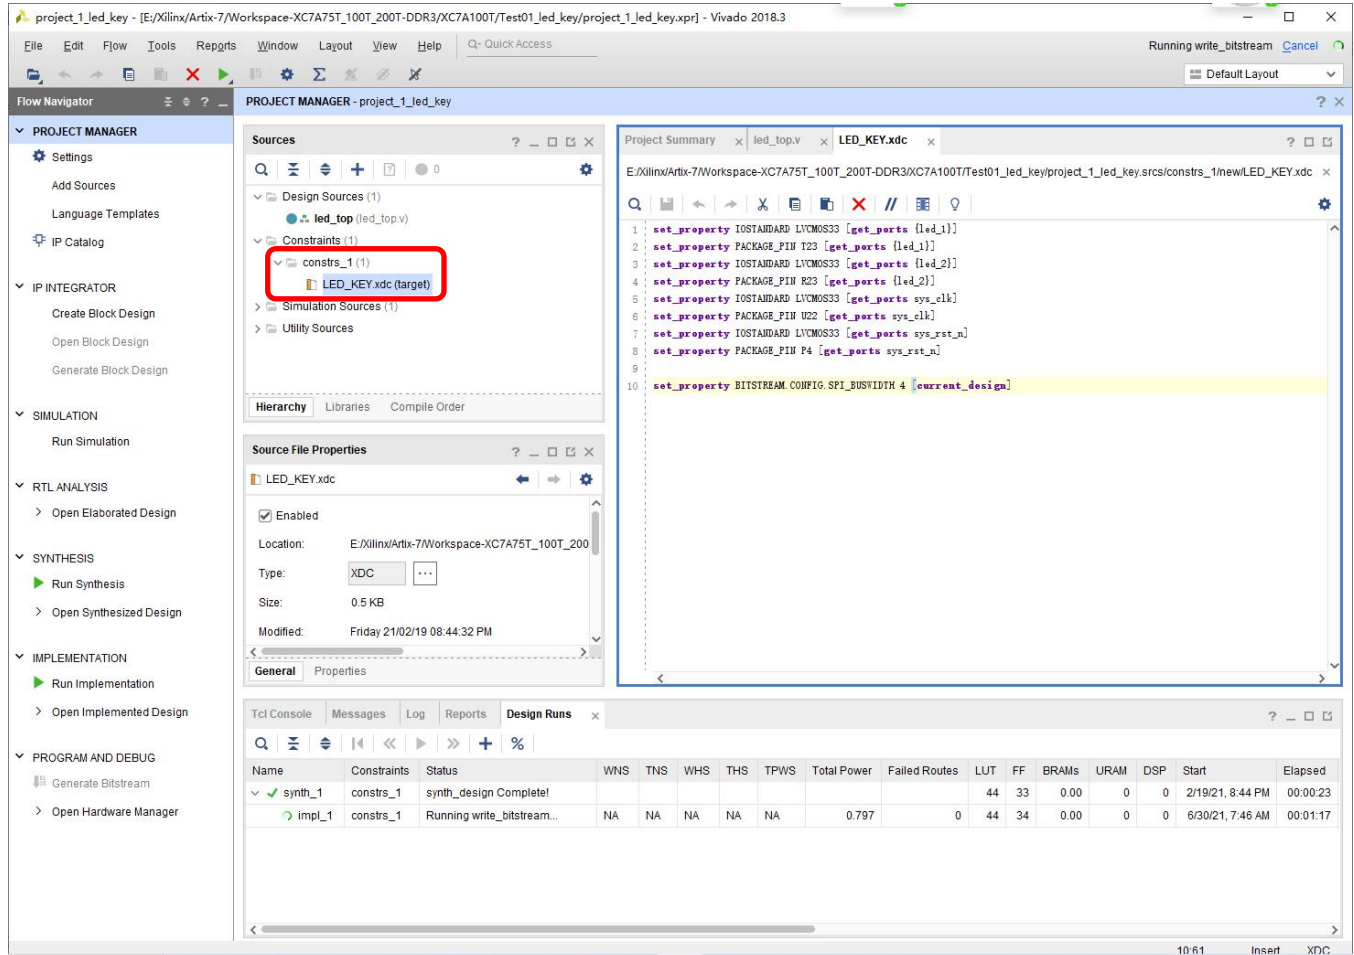 project_1_led_key - [E:/Xilinx/Artix-7/Workspace-XC7A75T_100T_200T-DDR3/XC7A100T/Test01_led_key/project_1_led_key.xpr] - Vivado 2018.3
File Edit Flow Tools Reports Window Layout View Help Q- Quick Access Running write_bitstream Cancel
Default Layout
Flow Navigator
PROJECT MANAGER - project_1_led_key
PROJECT MANAGER
Settings
Add Sources
Language Templates
IP Catalog
IP INTEGRATOR
Create Block Design
Open Block Design
Generate Block Design
SIMULATION
Run Simulation
RTL ANALYSIS
Open Elaborated Design
SYNTHESIS
Run Synthesis
Open Synthesized Design
IMPLEMENTATION
Run Implementation
Open Implemented Design
PROGRAM AND DEBUG
Generate Bitstream
Open Hardware Manager
Sources
0
Design Sources (1)
led_top (led_top.v)
Constraints (1)
constrs_1 (1)
LED_KEY.xdc (target)
Simulation Sources (1)
Utility Sources
Hierarchy Libraries Compile Order
Source File Properties
LED_KEY.xdc
Enabled
Location: E:/Xilinx/Artix-7/Workspace-XC7A75T_100T_200
Type: XDC
Size: 0.5 KB
Modified: Friday 21/02/19 08:44:32 PM
General Properties
Project Summary led_top.v LED_KEY.xdc
E:/Xilinx/Artix-7/Workspace-XC7A75T_100T_200T-DDR3/XC7A100T/Test01_led_key/project_1_led_key.srcs/constrs_1/new/LED_KEY.xdc
1 set_property IOSTANDARD LVCMOS33 [get_ports {led_1}]
2 set_property PACKAGE_PIN T23 [get_ports {led_1}]
3 set_property IOSTANDARD LVCMOS33 [get_ports {led_2}]
4 set_property PACKAGE_PIN R23 [get_ports {led_2}]
5 set_property IOSTANDARD LVCMOS33 [get_ports sys_clk]
6 set_property PACKAGE_PIN U22 [get_ports sys_clk]
7 set_property IOSTANDARD LVCMOS33 [get_ports sys_rst_n]
8 set_property PACKAGE_PIN P4 [get_ports sys_rst_n]
9
10 set_property BITSTREAM.CONFIG.SPI_BUSWIDTH 4 [current_design]
Tcl Console Messages Log Reports Design Runs
Name Constraints Status WNS TNS WHS THS TPWS Total Power Failed Routes LUT FF BRAMs URAM DSP Start Elapsed
synth_1 constrs_1 synth_design Complete! 44 33 0.00 0 0 2/19/21, 8:44 PM 00:00:23
impl_1 constrs_1 Running write_bitstream... NA NA NA NA NA 0.797 0 44 34 0.00 0 0 6/30/21, 7:46 AM 00:01:17
10:61 Insert XDC